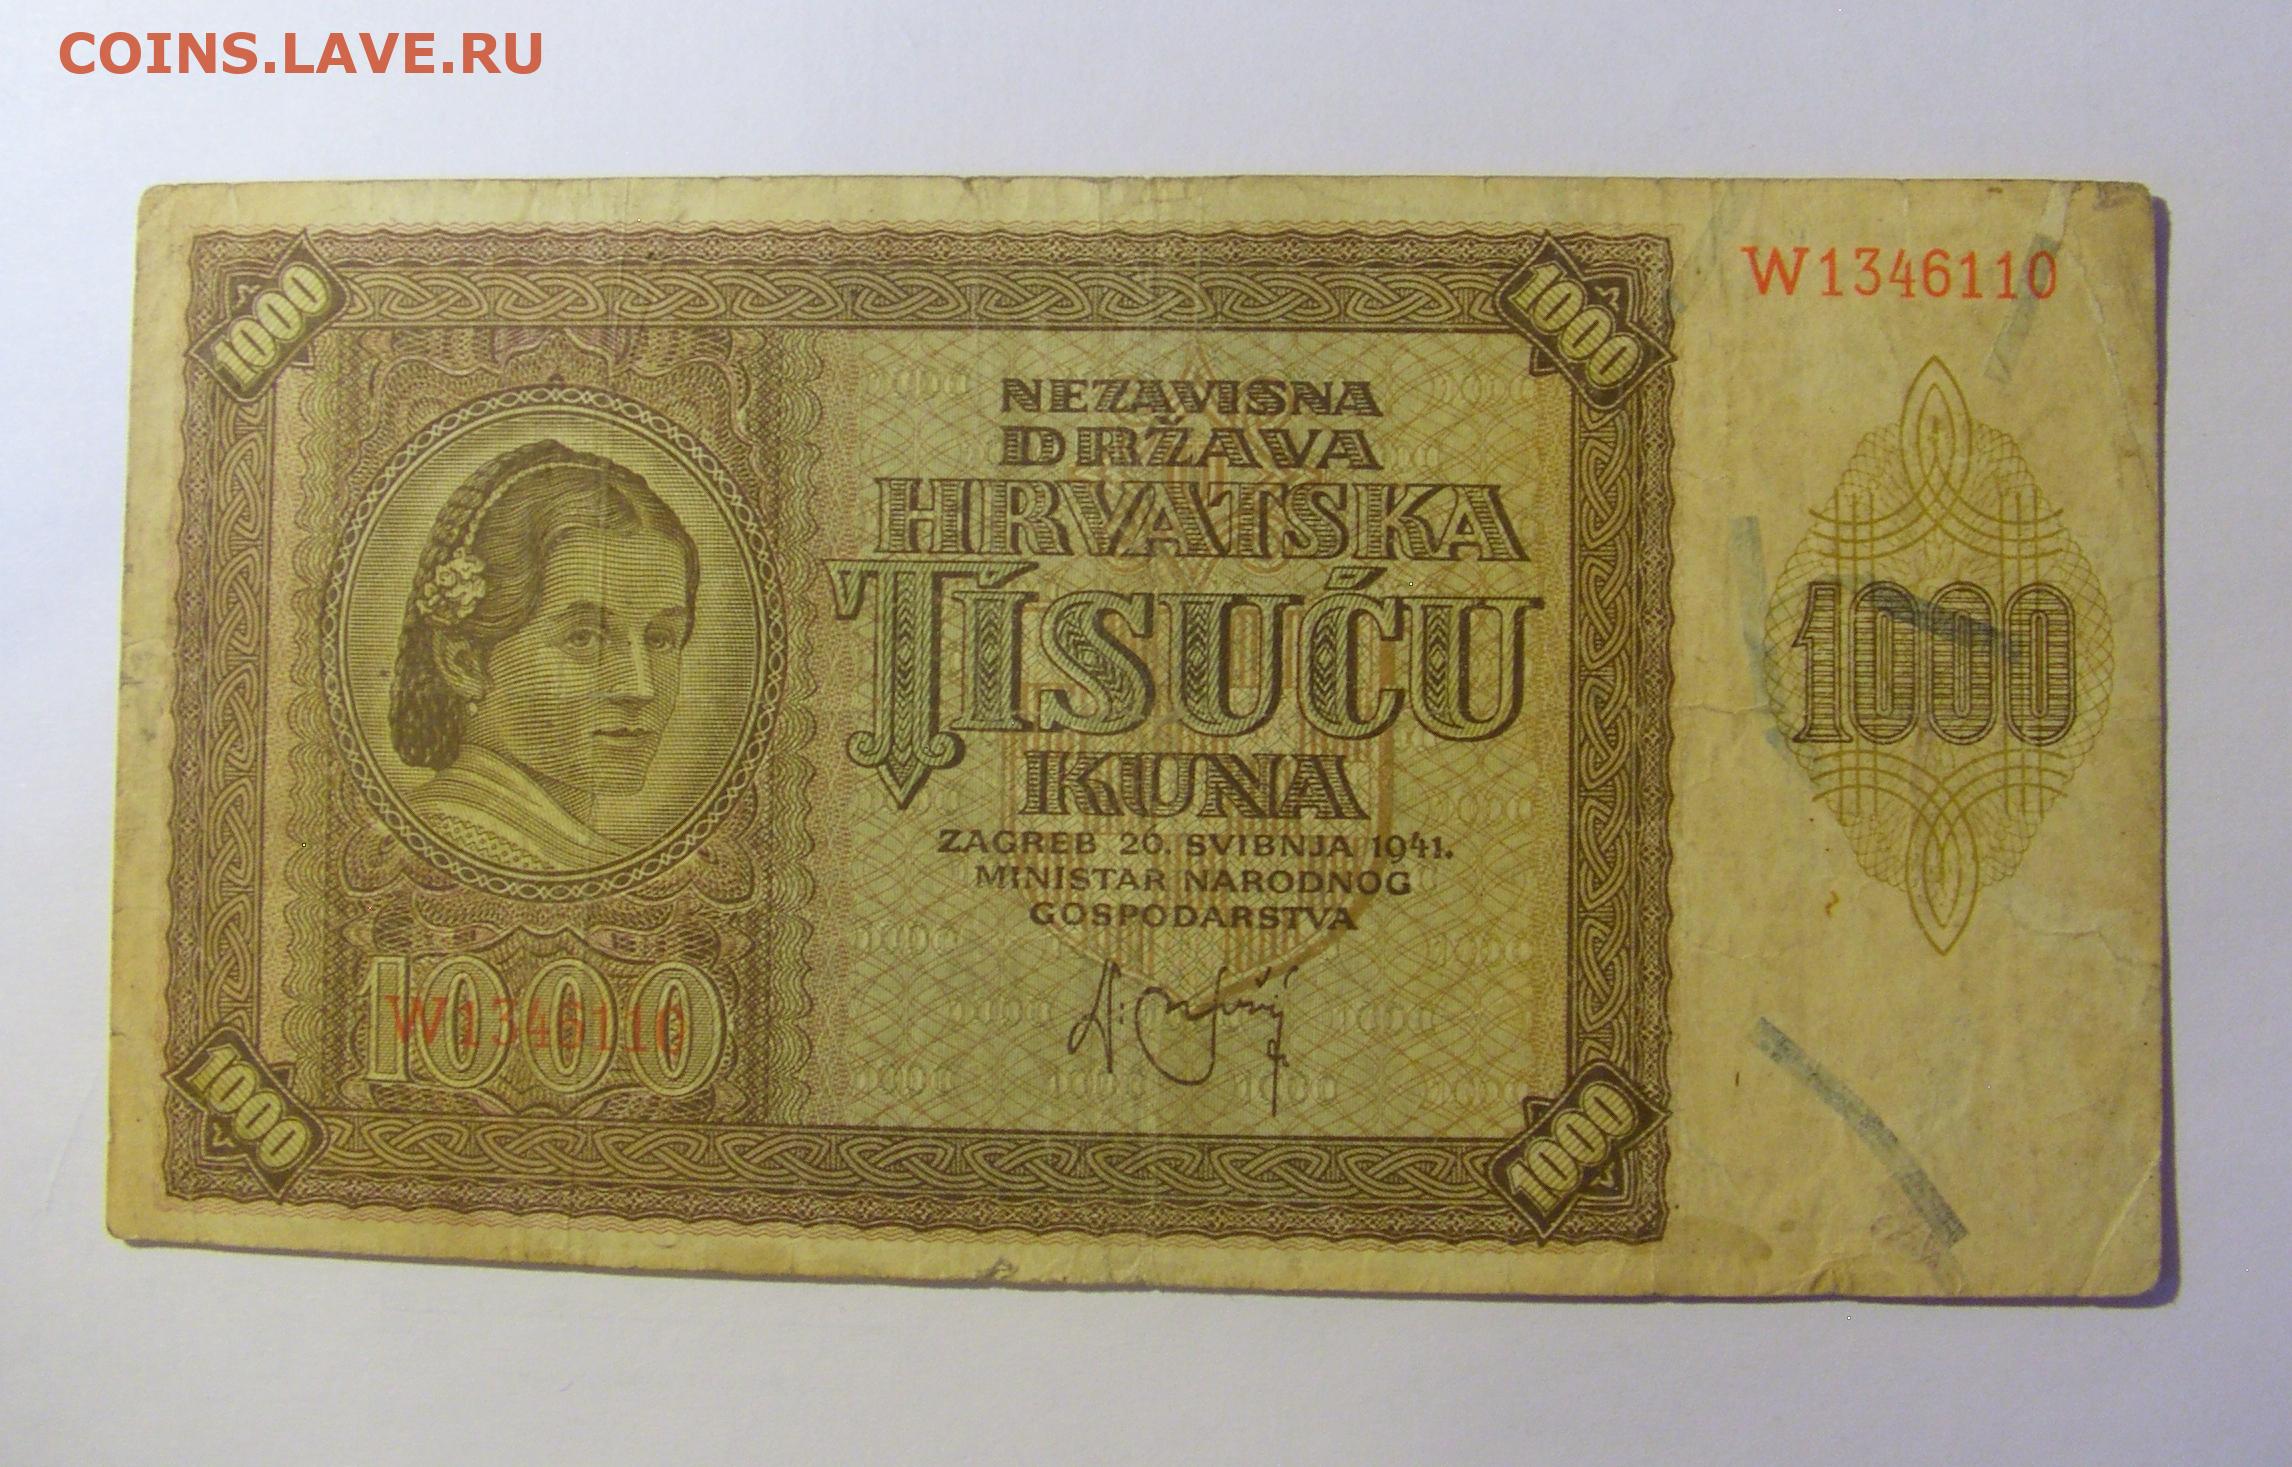 COINS.LAVE.RU
1000
1000
W1346110
NEZAVISNA
DRŽAVA
HRVATSKA
TISUĆU
KUNA
1000
ZAGREB 26. SVIBNJA 1941.
MINISTAR NARODNOG
GOSPODARSTVA
1000
W1346110
1000
1000